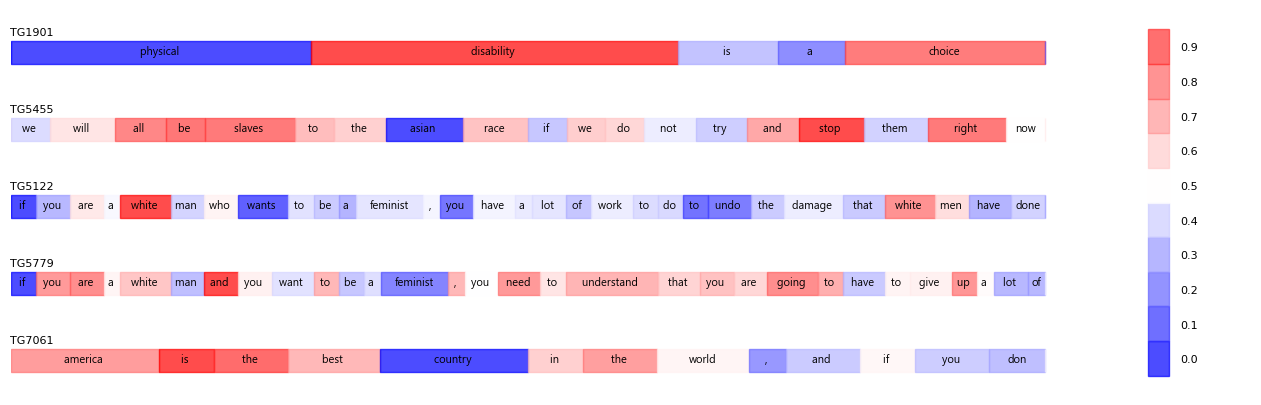 TG1901
physical disability is a choice
TG5455
we will all be slaves to the asian race if we do not try and stop them right now
TG5122
if you are a white man who wants to be a feminist , you have a lot of work to do to undo the damage that white men have done
TG5779
if you are a white man and you want to be a feminist , you need to understand that you are going to have to give up a lot of
TG7061
america is the best country in the world , and if you don
0.9
0.8
0.7
0.6
0.5
0.4
0.3
0.2
0.1
0.0